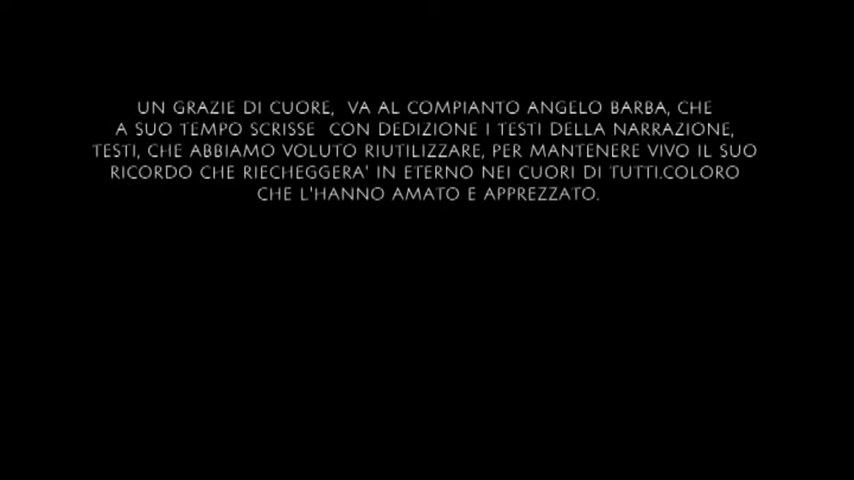 UN GRAZIE DI CUORE,  VA AL COMPIANTO ANGELO BARBA, CHE
A SUO TEMPO SCRISSE  CON DEDIZIONE I TESTI DELLA NARRAZIONE,
TESTI, CHE ABBIAMO VOLUTO RIUTILIZZARE, PER MANTENERE VIVO IL SUO
RICORDO CHE RIECHEGGERA' IN ETERNO NEI CUORI DI TUTTI.COLORO
CHE L'HANNO AMATO E APPREZZATO.